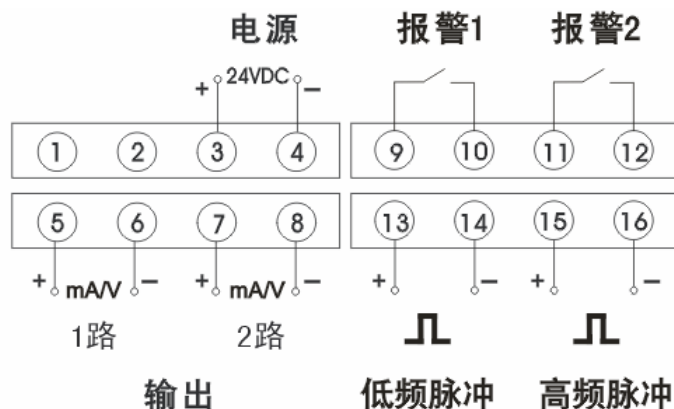 电源 报警1 报警2
+ 24VDC −
1 2 3 4 9 10 11 12
5 6 7 8 13 14 15 16
+ mA/V − + mA/V − + − + −
1路 2路
输出 低频脉冲 高频脉冲